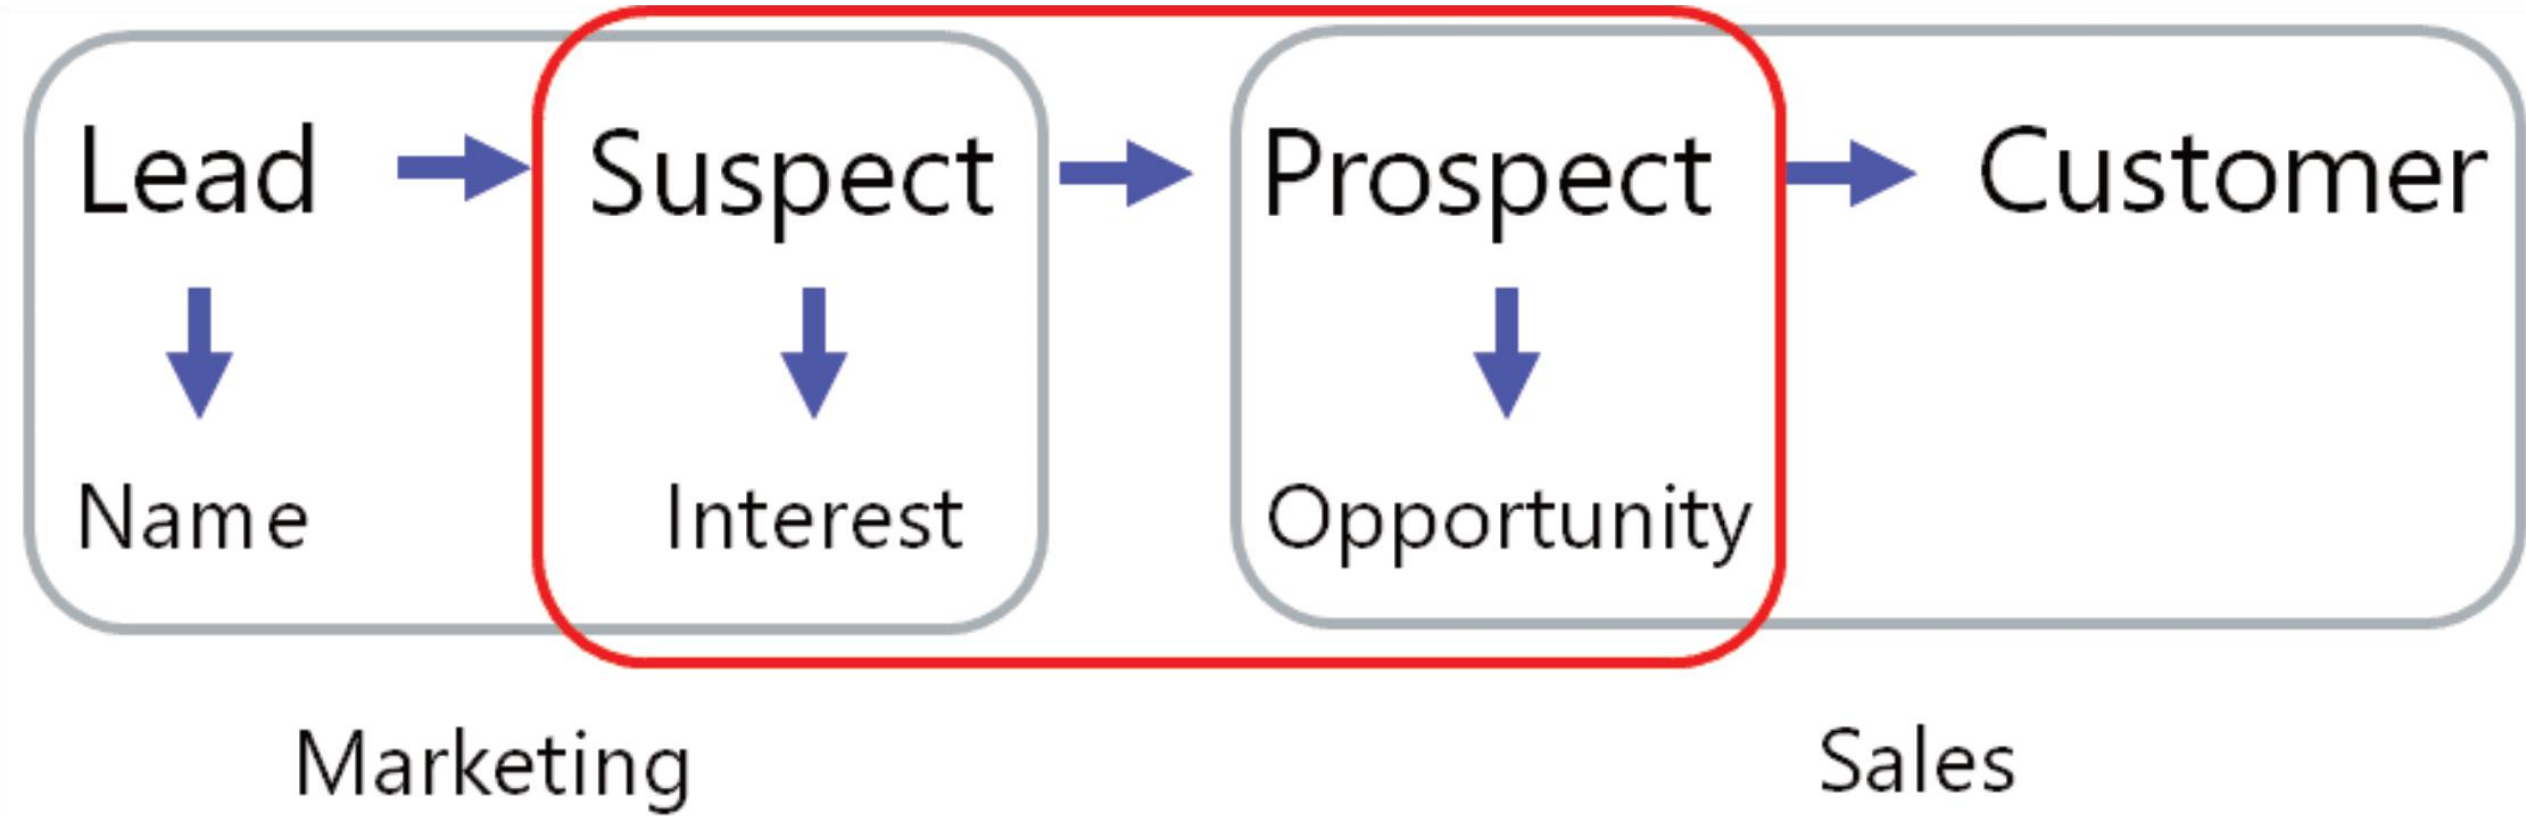 Lead Suspect Prospect Customer
Name Interest Opportunity
Marketing Sales